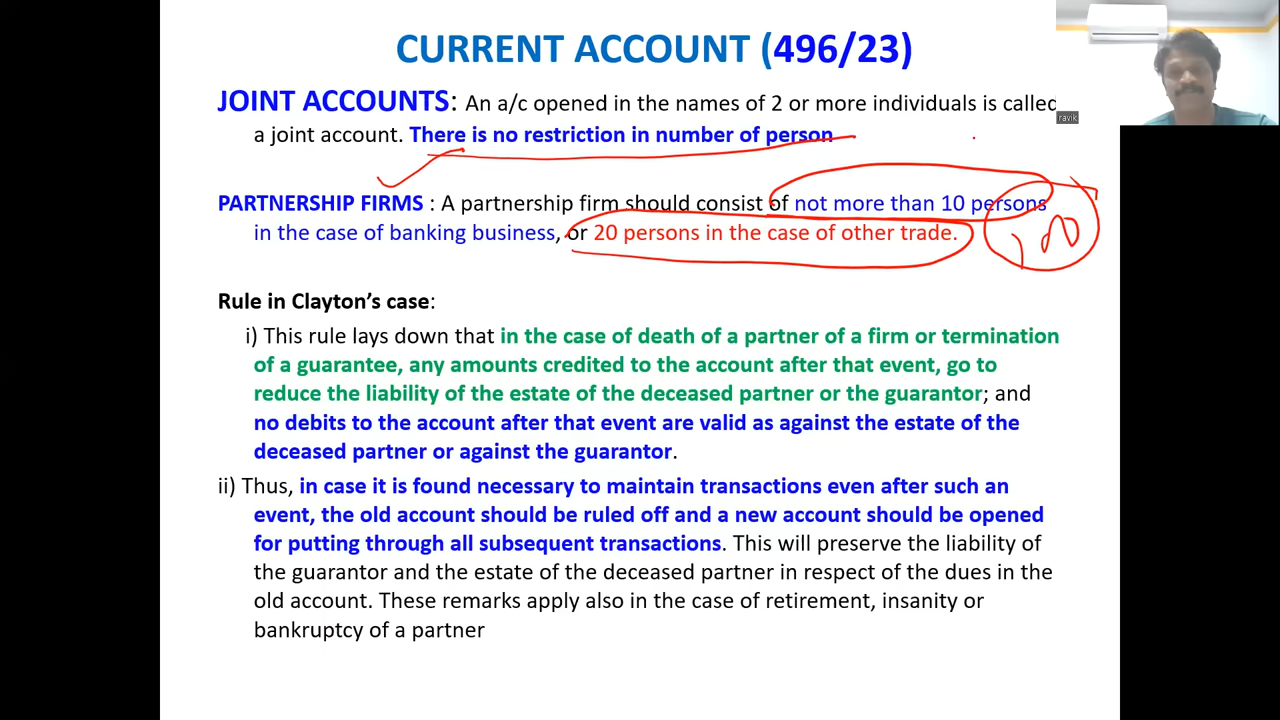 CURRENT ACCOUNT (496/23)
JOINT ACCOUNTS: An a/c opened in the names of 2 or more individuals is called
a joint account. There is no restriction in number of person
ravik
PARTNERSHIP FIRMS : A partnership firm should consist of not more than 10 persons
in the case of banking business, or 20 persons in the case of other trade.
Rule in Clayton's case:
i) This rule lays down that in the case of death of a partner of a firm or termination
of a guarantee, any amounts credited to the account after that event, go to
reduce the liability of the estate of the deceased partner or the guarantor; and
no debits to the account after that event are valid as against the estate of the
deceased partner or against the guarantor.
ii) Thus, in case it is found necessary to maintain transactions even after such an
event, the old account should be ruled off and a new account should be opened
for putting through all subsequent transactions. This will preserve the liability of
the guarantor and the estate of the deceased partner in respect of the dues in the
old account. These remarks apply also in the case of retirement, insanity or
bankruptcy of a partner